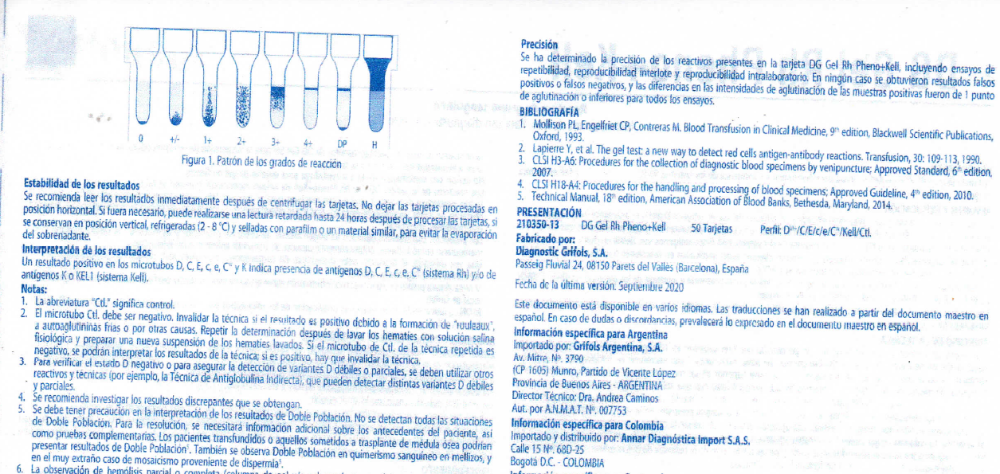 0 +/- 1+ 2+ 3+ 4+ DP H
Figura 1. Patrón de los grados de reacción
Estabilidad de los resultados
Se recomienda leer los resultados inmediatamente después de centrifugar las tarjetas. No dejar las tarjetas procesadas en
posición horizontal. Si fuera necesario, puede realizarse una lectura retardada hasta 24 horas después de procesar las tarjetas, si
se conservan en posición vertical, refrigeradas (2 - 8 °C) y selladas con parafilm o un material similar, para evitar la evaporación
del sobrenadante.
Interpretación de los resultados
Un resultado positivo en los microtubos D, C, E, c, e, Cʷ y K indica presencia de antígenos D, C, E, c, e, Cʷ (sistema Rh) y/o de
antígenos K o KEL1 (sistema Kell).
Notas:
1. La abreviatura "Ctl." significa control.
2. El microtubo Ctl. debe ser negativo. Invalidar la técnica si el resultado es positivo debido a la formación de "rouleaux",
a autoaglutininas frías o por otras causas. Repetir la determinación después de lavar los hematíes con solución salina
fisiológica y preparar una nueva suspensión de los hematíes lavados. Si el microtubo de Ctl. de la técnica repetida es
negativo, se podrán interpretar los resultados de la técnica; si es positivo, hay que invalidar la técnica.
3. Para verificar el estado D negativo o para asegurar la detección de variantes D débiles o parciales, se deben utilizar otros
reactivos y técnicas (por ejemplo, la Técnica de Antiglobulina Indirecta), que pueden detectar distintas variantes D débiles
y parciales.
4. Se recomienda investigar los resultados discrepantes que se obtengan.
5. Se debe tener precaución en la interpretación de los resultados de Doble Población. No se detectan todas las situaciones
de Doble Población. Para la resolución, se necesitará información adicional sobre los antecedentes del paciente, así
como pruebas complementarias. Los pacientes transfundidos o aquellos sometidos a trasplante de médula ósea podrían
presentar resultados de Doble Población⁵. También se observa Doble Población en quimerismo sanguíneo en mellizos, y
en el muy extraño caso de mosaicismo proveniente de dispermia⁵.
6. La observación de hemólisis parcial o completa
Precisión
Se ha determinado la precisión de los reactivos presentes en la tarjeta DG Gel Rh Pheno+Kell, incluyendo ensayos de
repetibilidad, reproducibilidad interlote y reproducibilidad intralaboratorio. En ningún caso se obtuvieron resultados falsos
positivos o falsos negativos, y las diferencias en las intensidades de aglutinación de las muestras positivas fueron de 1 punto
de aglutinación o inferiores para todos los ensayos.
BIBLIOGRAFÍA
1. Mollison PL, Engelfriet CP, Contreras M. Blood Transfusion in Clinical Medicine, 9ᵗʰ edition, Blackwell Scientific Publications,
Oxford, 1993.
2. Lapierre Y, et al. The gel test: a new way to detect red cells antigen-antibody reactions. Transfusion, 30: 109-113, 1990.
3. CLSI H3-A6: Procedures for the collection of diagnostic blood specimens by venipuncture; Approved Standard, 6ᵗʰ edition,
2007.
4. CLSI H18-A4: Procedures for the handling and processing of blood specimens; Approved Guideline, 4ᵗʰ edition, 2010.
5. Technical Manual, 18ᵗʰ edition, American Association of Blood Banks, Bethesda, Maryland, 2014.
PRESENTACIÓN
210350-13 DG Gel Rh Pheno+Kell 50 Tarjetas Perfil: Dᵛᴵ⁻/C/E/c/e/Cʷ/Kell/Ctl.
Fabricado por:
Diagnostic Grifols, S.A.
Passeig Fluvial 24, 08150 Parets del Vallès (Barcelona), España
Fecha de la última versión: Septiembre 2020
Este documento está disponible en varios idiomas. Las traducciones se han realizado a partir del documento maestro en
español. En caso de dudas o discordancias, prevalecerá lo expresado en el documento maestro en español.
Información específica para Argentina
Importado por: Grifols Argentina, S.A.
Av. Mitre, Nº. 3790
(CP 1605) Munro, Partido de Vicente López
Provincia de Buenos Aires - ARGENTINA
Director Técnico: Dra. Andrea Caminos
Aut. por A.N.M.A.T. Nº. 007753
Información específica para Colombia
Importado y distribuido por: Annar Diagnóstica Import S.A.S.
Calle 15 Nº. 68D-25
Bogotá D.C. - COLOMBIA